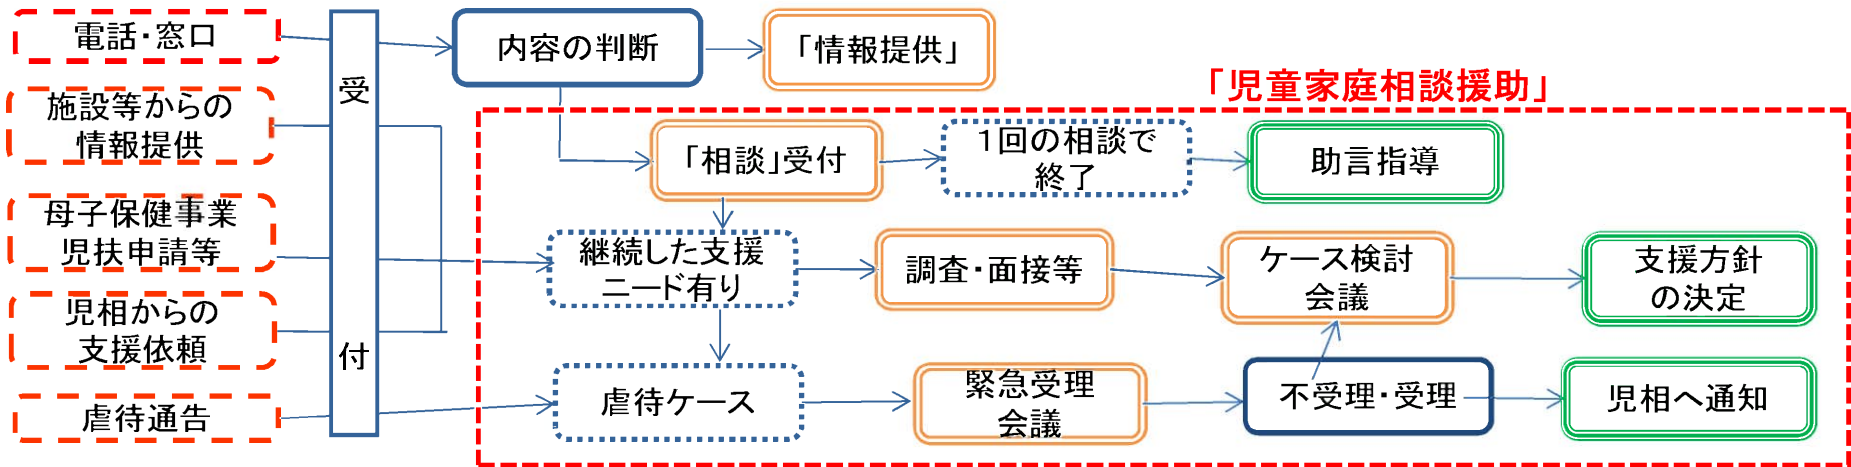 電話・窓口
施設等からの
情報提供
母子保健事業
児扶申請等
児相からの
支援依頼
虐待通告
受
付
内容の判断
「情報提供」
「児童家庭相談援助」
「相談」受付
１回の相談で
終了
助言指導
継続した支援
ニード有り
調査・面接等
ケース検討
会議
支援方針
の決定
虐待ケース
緊急受理
会議
不受理・受理
児相へ通知